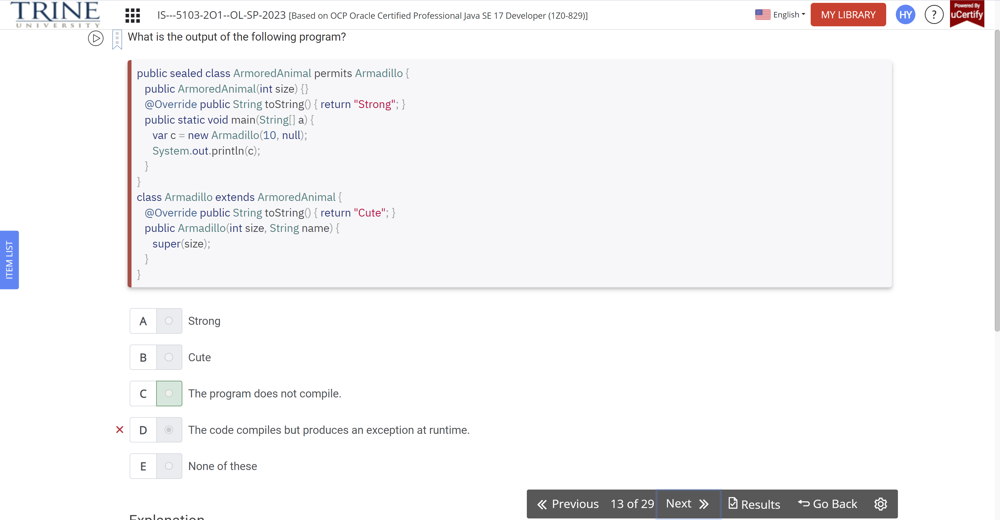 TRINE
UNIVERSITY
IS---5103-2O1--OL-SP-2023 [Based on OCP Oracle Certified Professional Java SE 17 Developer (1Z0-829)]
English
MY LIBRARY
HY
?
Powered By
uCertify
What is the output of the following program?
public sealed class ArmoredAnimal permits Armadillo {
public ArmoredAnimal(int size) {}
@Override public String toString() { return "Strong"; }
public static void main(String[] a) {
var c = new Armadillo(10, null);
System.out.println(c);
}
}
class Armadillo extends ArmoredAnimal {
@Override public String toString() { return "Cute"; }
public Armadillo(int size, String name) {
super(size);
}
}
ITEM LIST
A Strong
B Cute
C The program does not compile.
D The code compiles but produces an exception at runtime.
E None of these
Previous 13 of 29 Next Results Go Back
Explanation